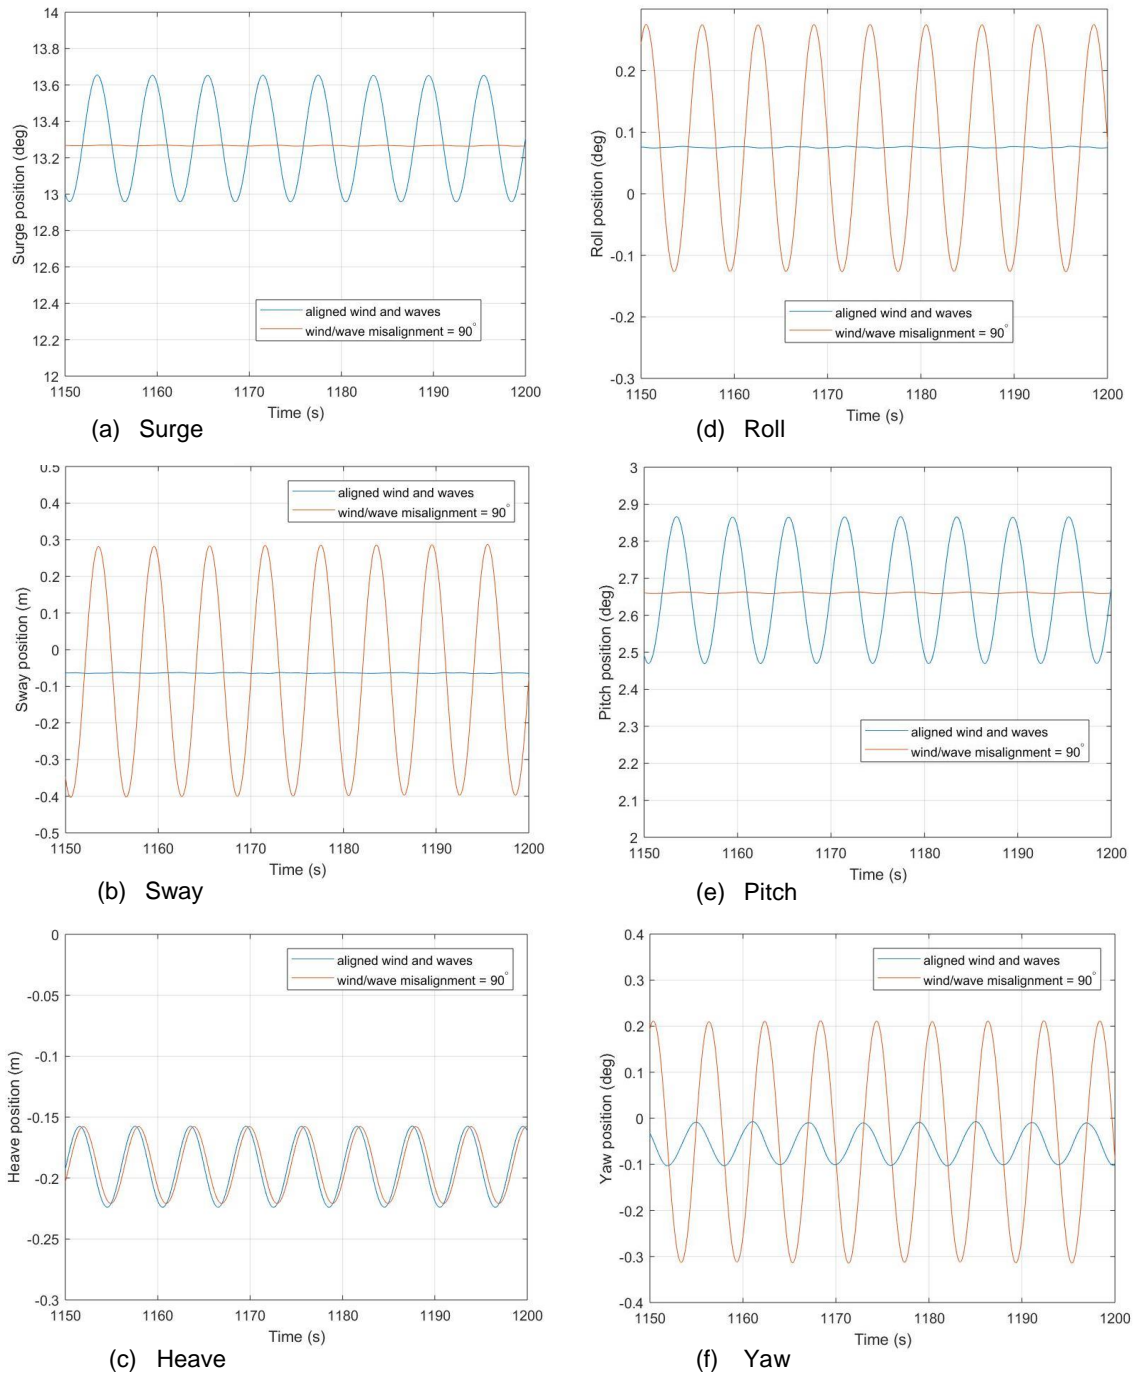 14
13.8
13.6
13.4
13.2
13
12.8
12.6
12.4
12.2
12
Surge position (deg)
aligned wind and waves
wind/wave misalignment = 90°
1150 1160 1170 1180 1190 1200
Time (s)
(a) Surge
0.2
0.1
0
-0.1
-0.2
-0.3
Roll position (deg)
aligned wind and waves
wind/wave misalignment = 90°
1150 1160 1170 1180 1190 1200
Time (s)
(d) Roll
0.5
0.4
0.3
0.2
0.1
0
-0.1
-0.2
-0.3
-0.4
-0.5
Sway position (m)
aligned wind and waves
wind/wave misalignment = 90°
1150 1160 1170 1180 1190 1200
Time (s)
(b) Sway
3
2.9
2.8
2.7
2.6
2.5
2.4
2.3
2.2
2.1
2
Pitch position (deg)
aligned wind and waves
wind/wave misalignment = 90°
1150 1160 1170 1180 1190 1200
Time (s)
(e) Pitch
0
-0.05
-0.1
-0.15
-0.2
-0.25
-0.3
Heave position (m)
aligned wind and waves
wind/wave misalignment = 90°
1150 1160 1170 1180 1190 1200
Time (s)
(c) Heave
0.4
0.3
0.2
0.1
0
-0.1
-0.2
-0.3
-0.4
Yaw position (deg)
aligned wind and waves
wind/wave misalignment = 90°
1150 1160 1170 1180 1190 1200
Time (s)
(f) Yaw